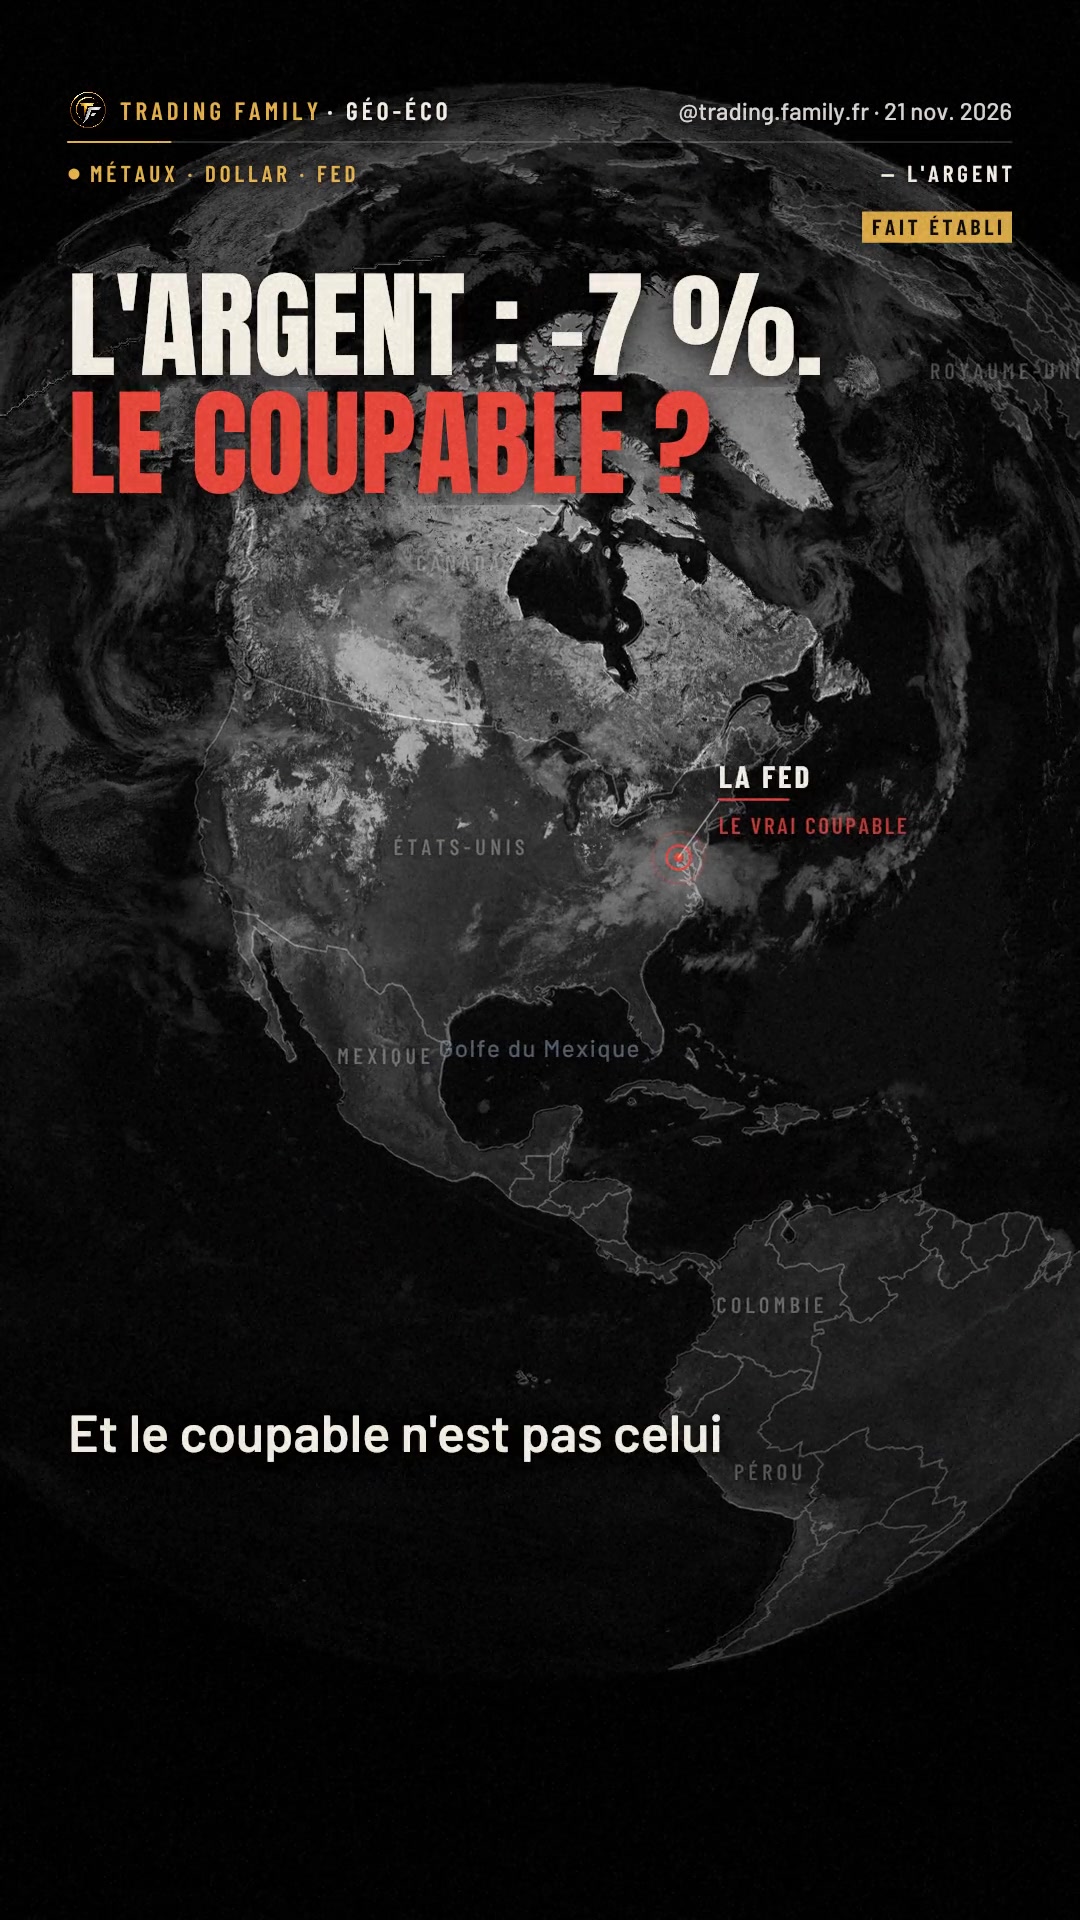 TF TRADING FAMILY · GÉO-ÉCO
@trading.family.fr · 21 nov. 2026
MÉTAUX · DOLLAR · FED
— L'ARGENT
FAIT ÉTABLI
L'ARGENT : -7 %.
LE COUPABLE ?
ROYAUME-UNI
CANADA
LA FED
LE VRAI COUPABLE
ÉTATS-UNIS
MEXIQUE
Golfe du Mexique
COLOMBIE
Et le coupable n'est pas celui
PÉROU